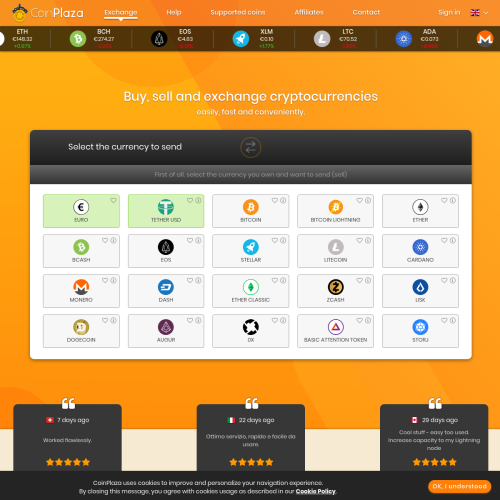 CoinPlaza
Exchange
Help
Supported coins
Affiliates
Contact
Sign in
ETH
€148.32
+0.67%
BCH
€274.27
EOS
€4.83
XLM
€0.10
+1.77%
LTC
€70.52
ADA
€0.073
Buy, sell and exchange cryptocurrencies
easily, fast and conveniently.
Select the currency to send
First of all, select the currency you own and want to send (sell)
EURO
TETHER USD
BITCOIN
BITCOIN LIGHTNING
ETHER
BCASH
EOS
STELLAR
LITECOIN
CARDANO
MONERO
DASH
ETHER CLASSIC
ZCASH
LISK
DOGECOIN
AUGUR
0X
BASIC ATTENTION TOKEN
STORJ
7 days ago
Worked flawlessly.
22 days ago
Ottimo servizio, rapido e facile da
usare.
29 days ago
Cool stuff - easy too used.
Increase capacity to my Lightning
node
CoinPlaza uses cookies to improve and personalize your navigation experience.
By closing this message, you agree with cookies usage as described in our Cookie Policy.
OK, I understood